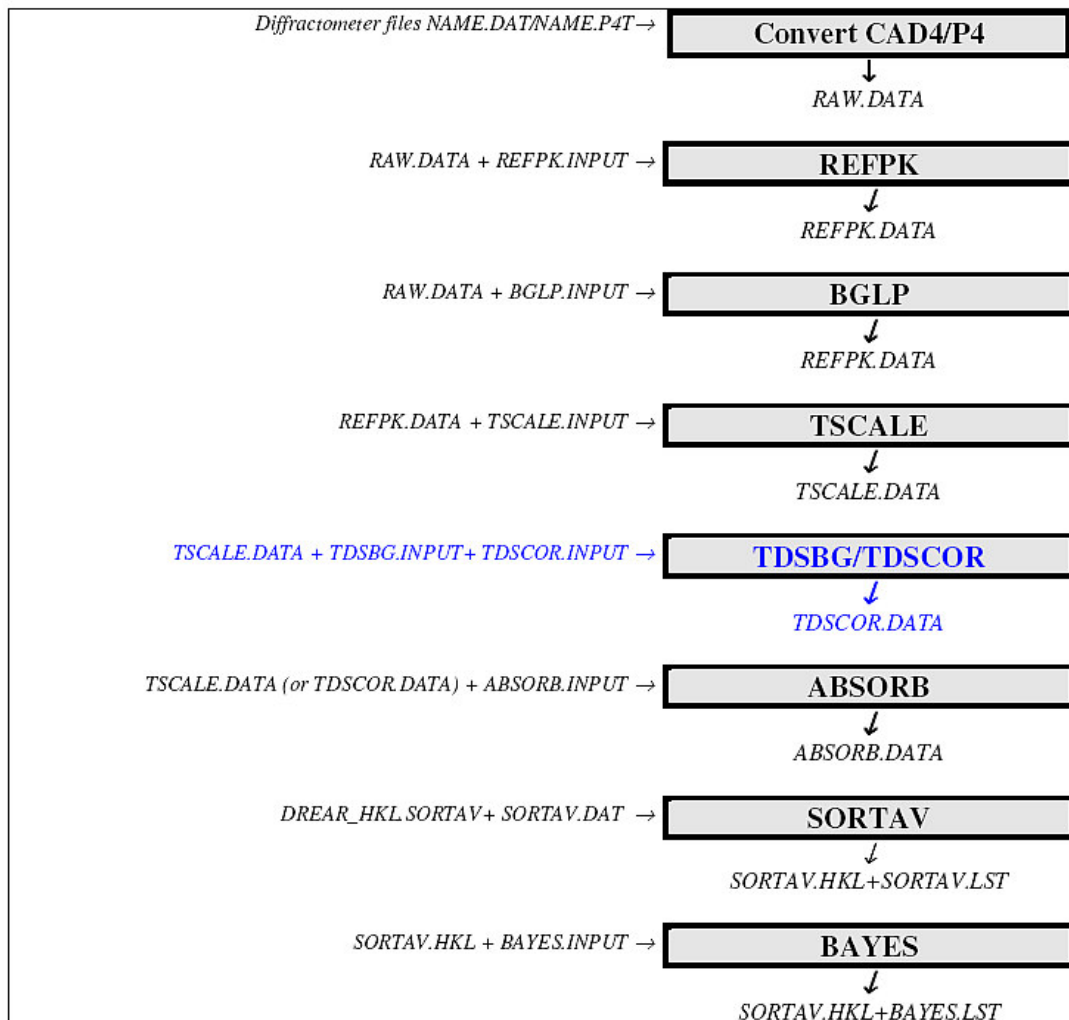 Diffractometer files NAME.DAT/NAME.P4T→ Convert CAD4/P4
↓
RAW.DATA
RAW.DATA + REFPK.INPUT → REFPK
↓
REFPK.DATA
RAW.DATA + BGLP.INPUT → BGLP
↓
REFPK.DATA
REFPK.DATA + TSCALE.INPUT → TSCALE
↓
TSCALE.DATA
TSCALE.DATA + TDSBG.INPUT+ TDSCOR.INPUT → TDSBG/TDSCOR
↓
TDSCOR.DATA
TSCALE.DATA (or TDSCOR.DATA) + ABSORB.INPUT → ABSORB
↓
ABSORB.DATA
DREAR_HKL.SORTAV+ SORTAV.DAT → SORTAV
↓
SORTAV.HKL+SORTAV.LST
SORTAV.HKL + BAYES.INPUT → BAYES
↓
SORTAV.HKL+BAYES.LST